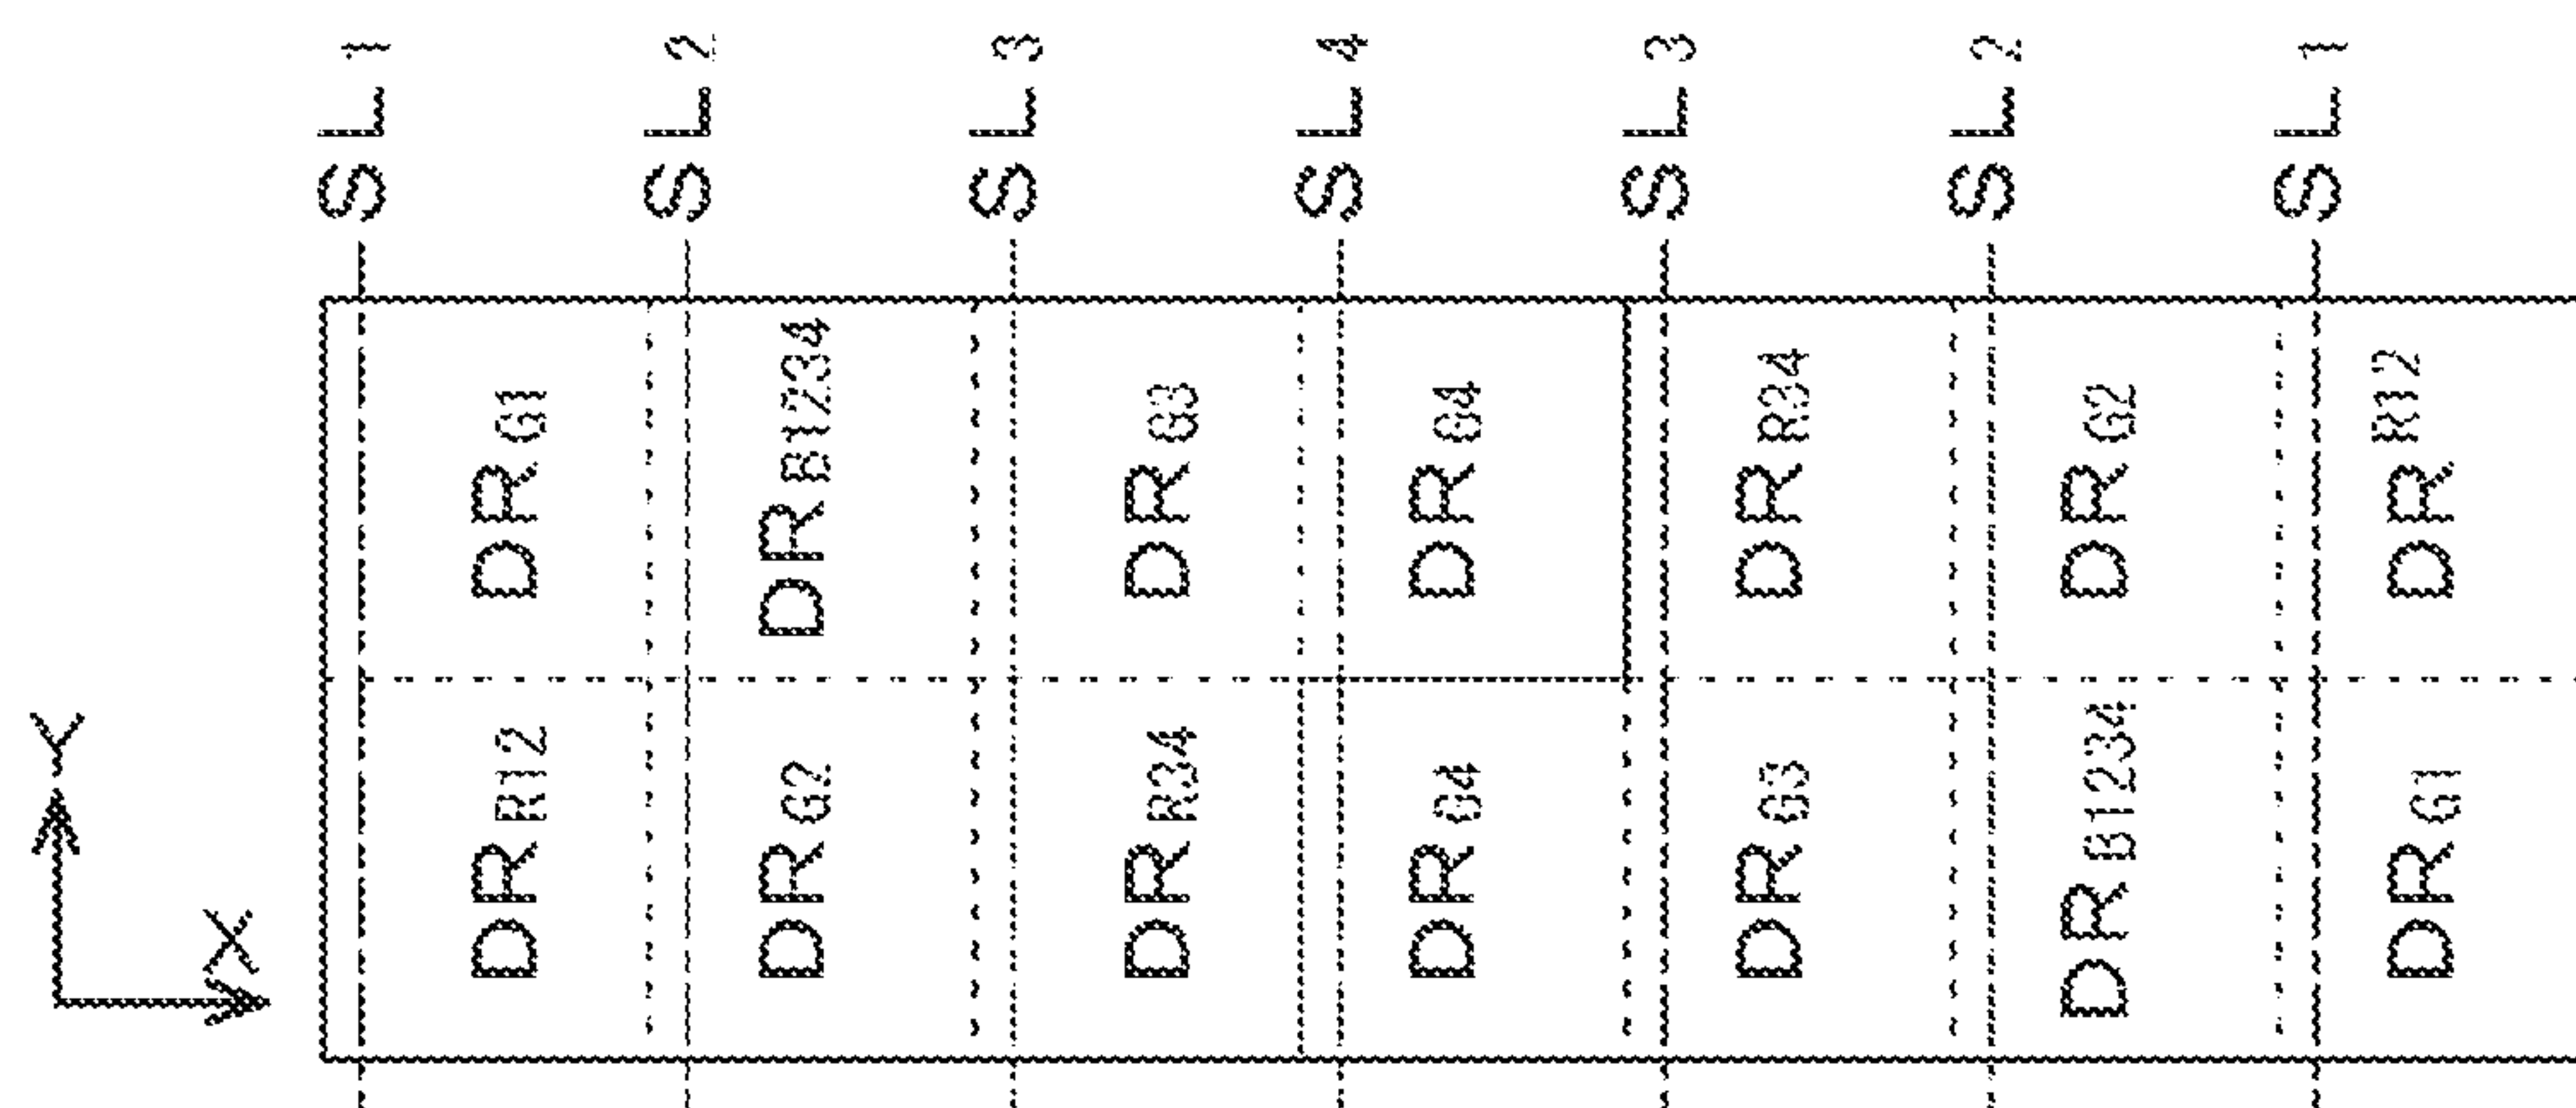 SL1 SL2 SL3 SL4 SL3 SL2 SL1
DRG1 DRB1234 DRG3 DRG4 DRR34 DRG2 DRR12
Y
DRR12 DRG2 DRR34 DRG4 DRG3 DRB1234 DRG1
X